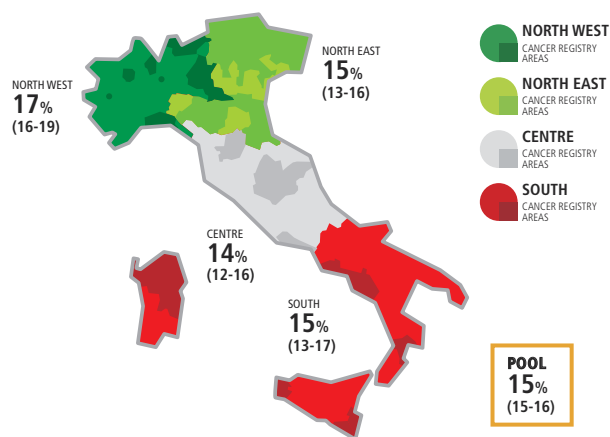 NORTH WEST
17%
(16-19)
NORTH EAST
15%
(13-16)
CENTRE
14%
(12-16)
SOUTH
15%
(13-17)
NORTH WEST
CANCER REGISTRY
AREAS
NORTH EAST
CANCER REGISTRY
AREAS
CENTRE
CANCER REGISTRY
AREAS
SOUTH
CANCER REGISTRY
AREAS
POOL
15%
(15-16)